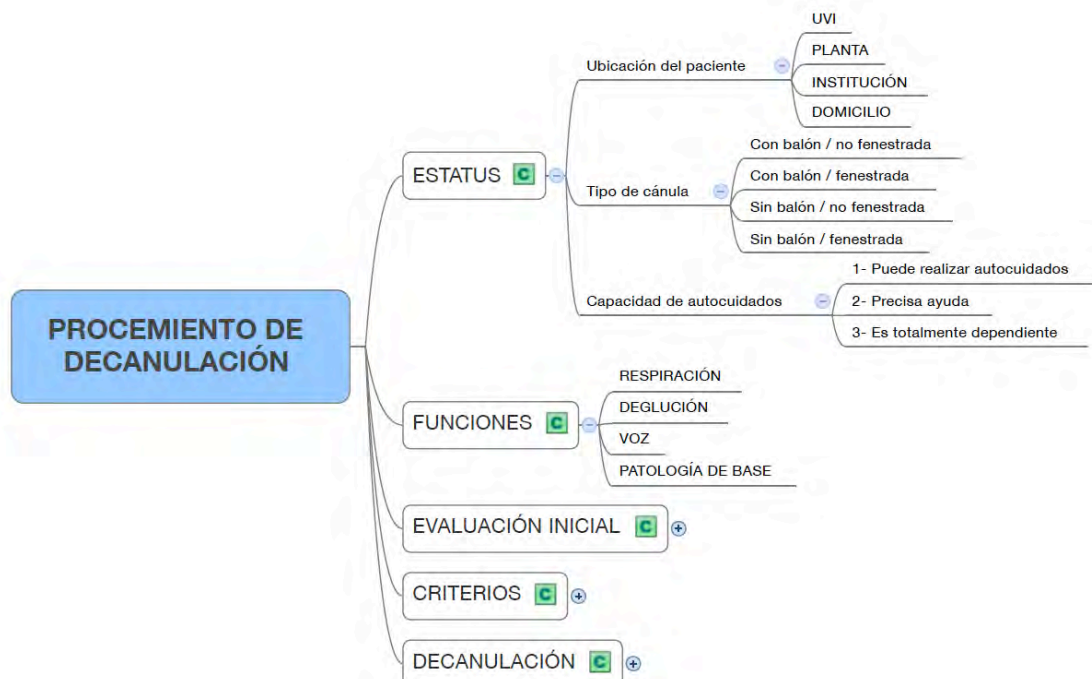 PROCEMIENTO DE
DECANULACIÓN
ESTATUS C
Ubicación del paciente
UVI
PLANTA
INSTITUCIÓN
DOMICILIO
Tipo de cánula
Con balón / no fenestrada
Con balón / fenestrada
Sin balón / no fenestrada
Sin balón / fenestrada
Capacidad de autocuidados
1- Puede realizar autocuidados
2- Precisa ayuda
3- Es totalmente dependiente
FUNCIONES C
RESPIRACIÓN
DEGLUCIÓN
VOZ
PATOLOGÍA DE BASE
EVALUACIÓN INICIAL C
CRITERIOS C
DECANULACIÓN C